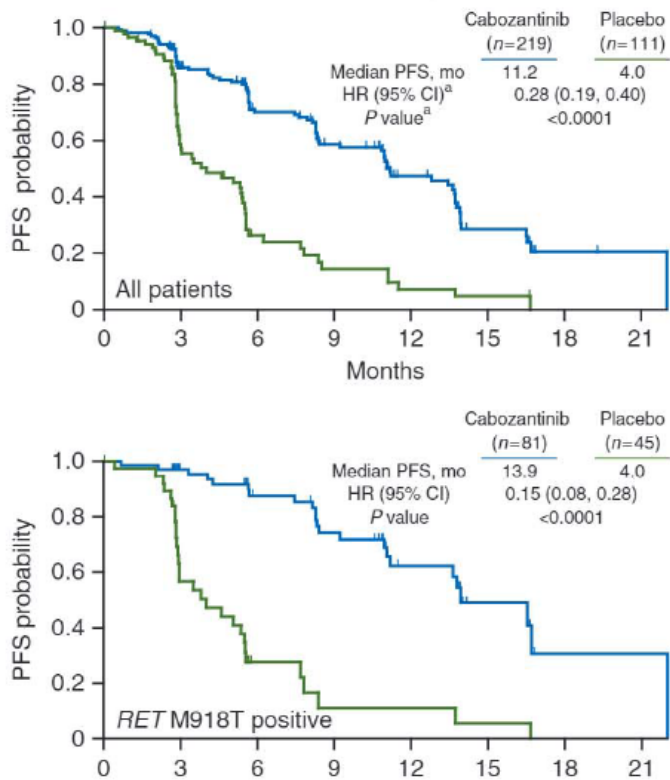 Cabozantinib Placebo
(n=219) (n=111)
Median PFS, mo 11.2 4.0
HR (95% CI)a 0.28 (0.19, 0.40)
P valuea <0.0001
PFS probability
1.0
0.8
0.6
0.4
0.2
0
All patients
0 3 6 9 12 15 18 21
Months
Cabozantinib Placebo
(n=81) (n=45)
Median PFS, mo 13.9 4.0
HR (95% CI) 0.15 (0.08, 0.28)
P value <0.0001
PFS probability
1.0
0.8
0.6
0.4
0.2
0
RET M918T positive
0 3 6 9 12 15 18 21